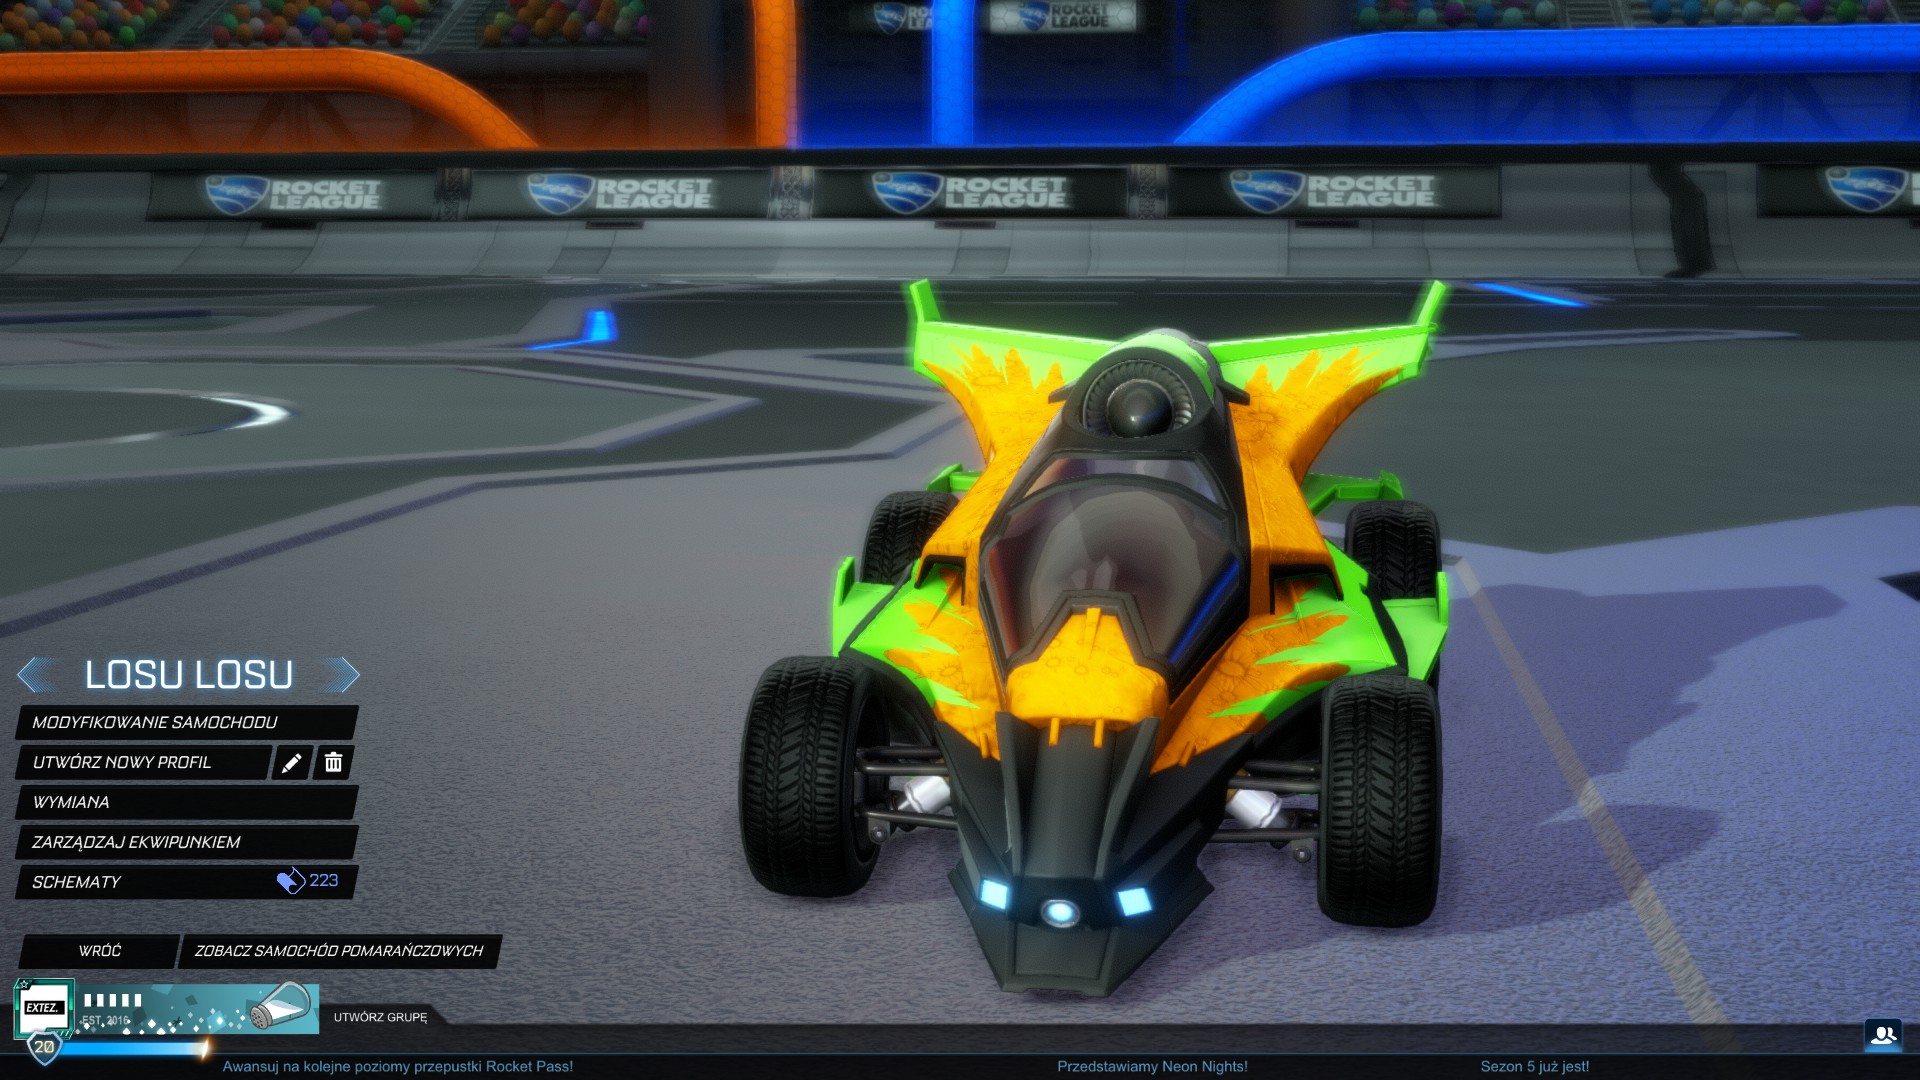 ROCKET
LEAGUE
ROCKET
LEAGUE
ROCKET
LEAGUE
ROCKET
LEAGUE
ROCKET
LEAGUE
LOSU LOSU
MODYFIKOWANIE SAMOCHODU
UTWÓRZ NOWY PROFIL
WYMIANA
ZARZĄDZAJ EKWIPUNKIEM
SCHEMATY 223
WRÓĆ ZOBACZ SAMOCHÓD POMARAŃCZOWYCH
EXTEZ.
EST. 2016
UTWÓRZ GRUPĘ
20
Awansuj na kolejne poziomy przepustki Rocket Pass! Przedstawiamy Neon Nights! Sezon 5 już jest!